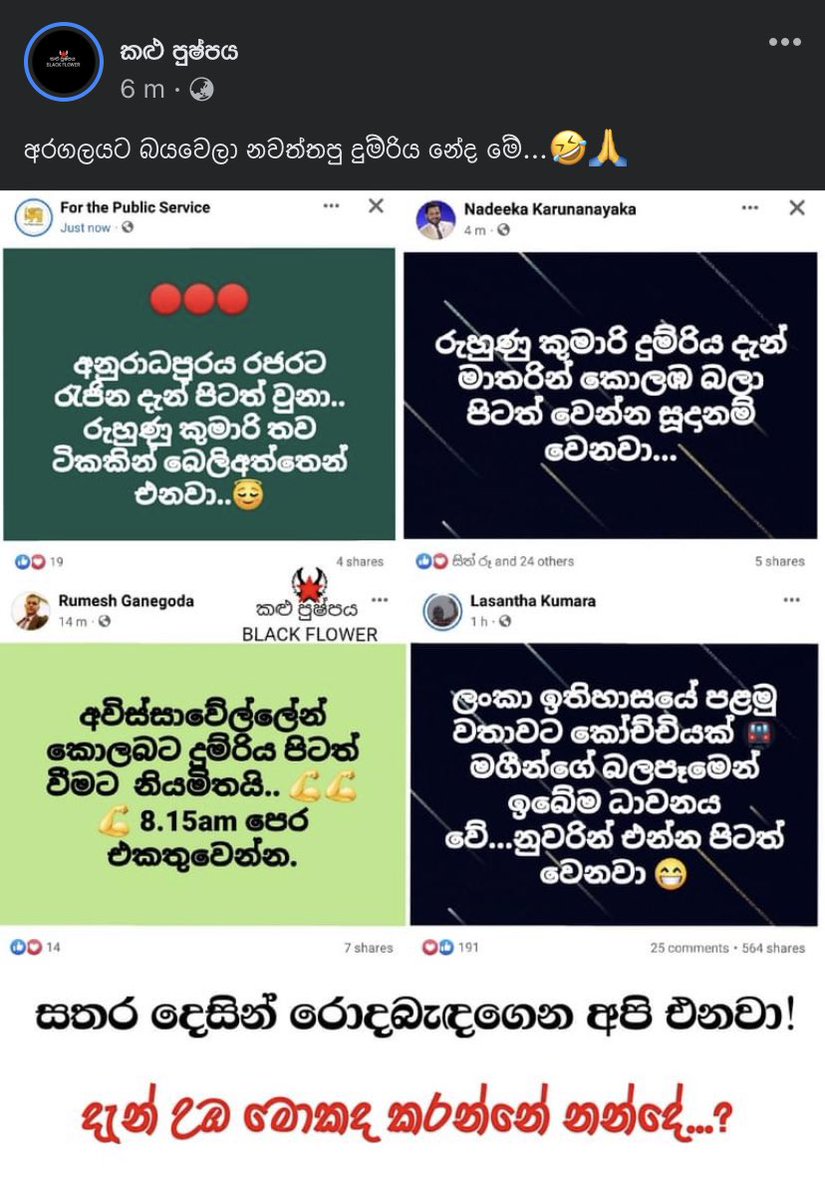 කළු පුෂ්පය
6 m ·
අරගලයට බයවෙලා නවත්තපු දුම්රිය නේද මේ...🤣🙏
For the Public Service
Just now ·
🔴🔴🔴
අනුරාධපුරය රජරට
රැජින දැන් පිටත් වුනා..
රුහුණු කුමාරි තව
ටිකකින් බෙලිඅත්තෙන්
එනවා..😇
19
4 shares
Nadeeka Karunanayaka
4 m ·
රුහුණු කුමාරි දුම්රිය දැන්
මාතරින් කොලඹ බලා
පිටත් වෙන්න සූදානම්
වෙනවා...
සිත් රූ and 24 others
5 shares
Rumesh Ganegoda
14 m ·
කළු පුෂ්පය
BLACK FLOWER
අවිස්සාවේල්ලේන්
කොලබට දුම්රිය පිටත්
වීමට නියමිතයි.. 💪💪
💪 8.15am පෙර
එකතුවෙන්න.
14
7 shares
Lasantha Kumara
1 h ·
ලංකා ඉතිහාසයේ පළමු
වතාවට කෝච්චියක් 🚇
මගීන්ගේ බලපෑමෙන්
ඉබේම ධාවනය
වේ...නුවරින් එන්න පිටත්
වෙනවා 😁
191
25 comments • 564 shares
සතර දෙසින් රොදබැඳගෙන අපි එනවා!
දැන් උඹ මොකද කරන්නේ නන්දේ...?